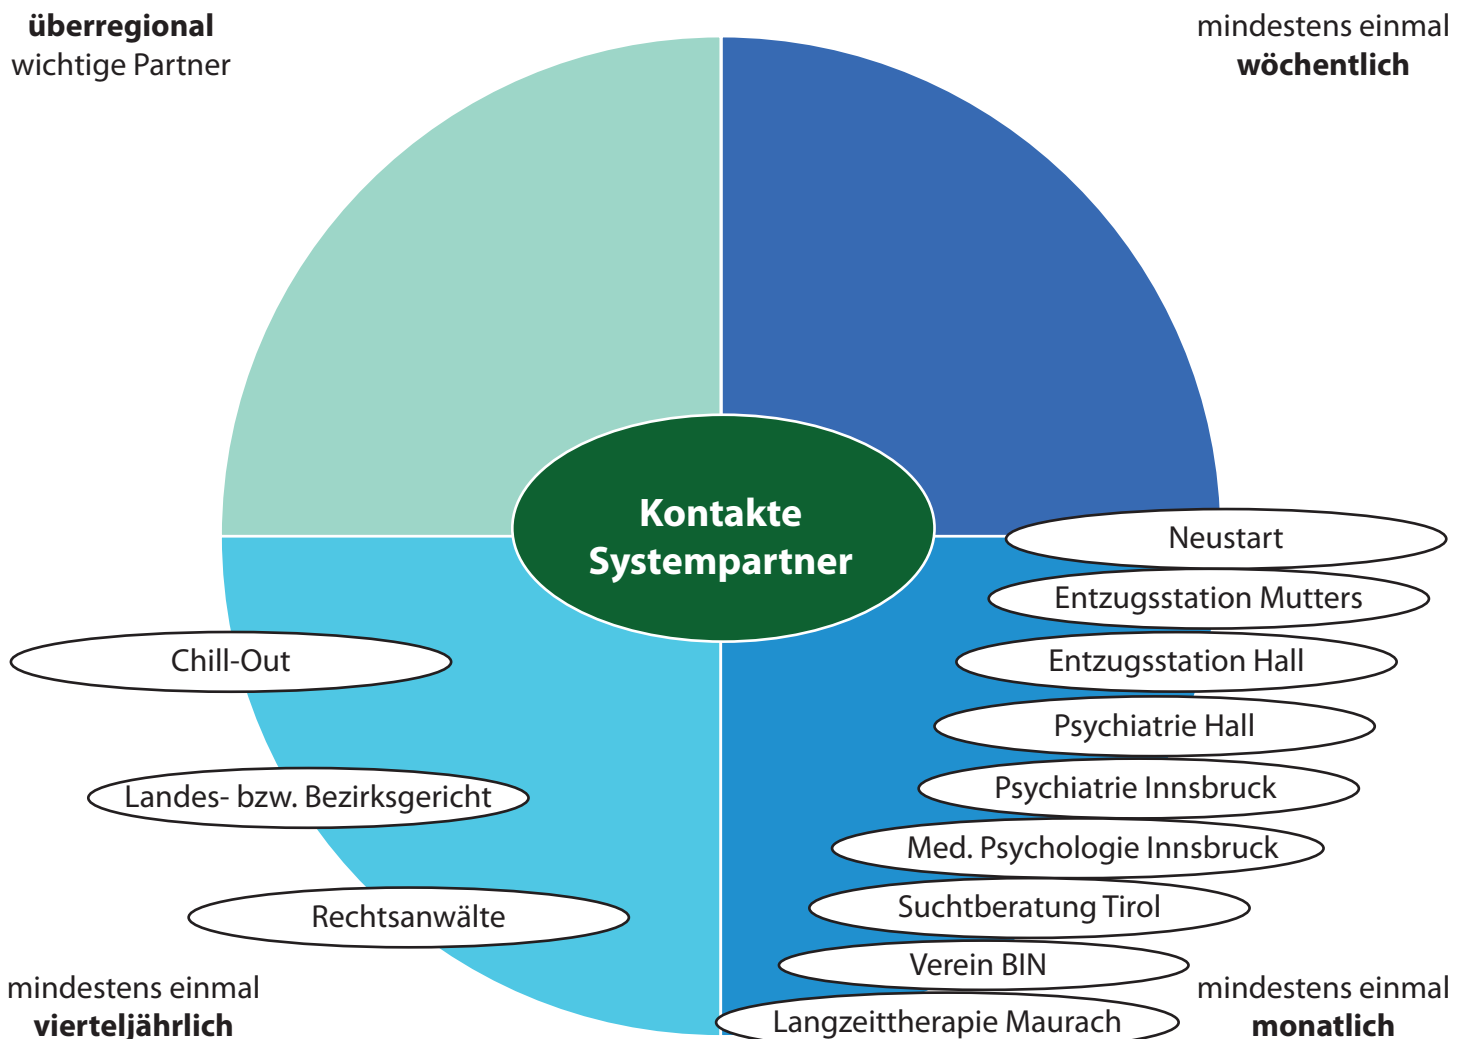 überregional
wichtige Partner
mindestens einmal
wöchentlich
Kontakte
Systempartner
Neustart
Entzugsstation Mutters
Entzugsstation Hall
Psychiatrie Hall
Psychiatrie Innsbruck
Med. Psychologie Innsbruck
Suchtberatung Tirol
Verein BIN
Langzeittherapie Maurach
Chill-Out
Landes- bzw. Bezirksgericht
Rechtsanwälte
mindestens einmal
vierteljährlich
mindestens einmal
monatlich